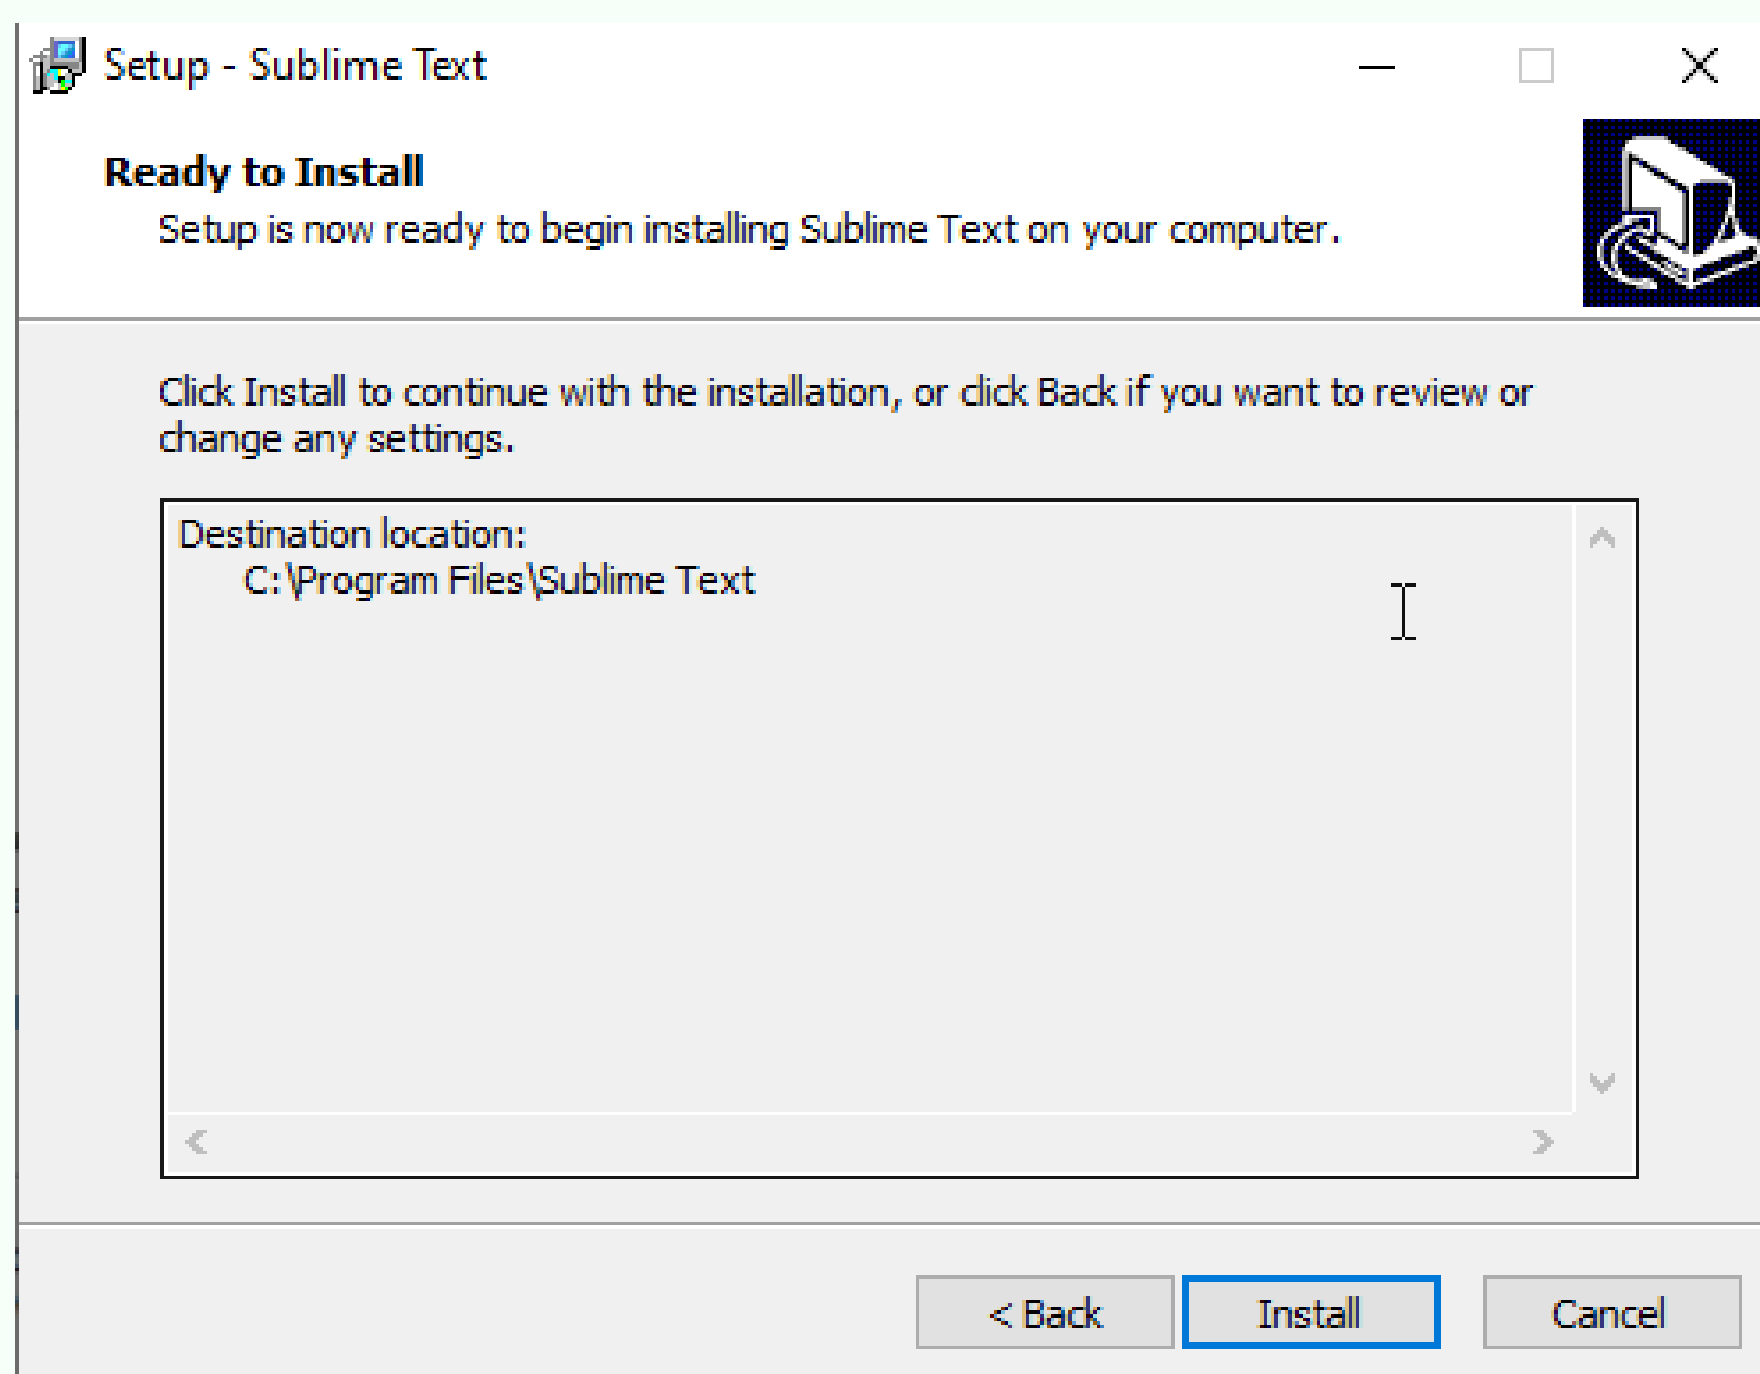 Setup - Sublime Text
Ready to Install
Setup is now ready to begin installing Sublime Text on your computer.
Click Install to continue with the installation, or click Back if you want to review or
change any settings.
Destination location:
C:\Program Files\Sublime Text
< Back
Install
Cancel